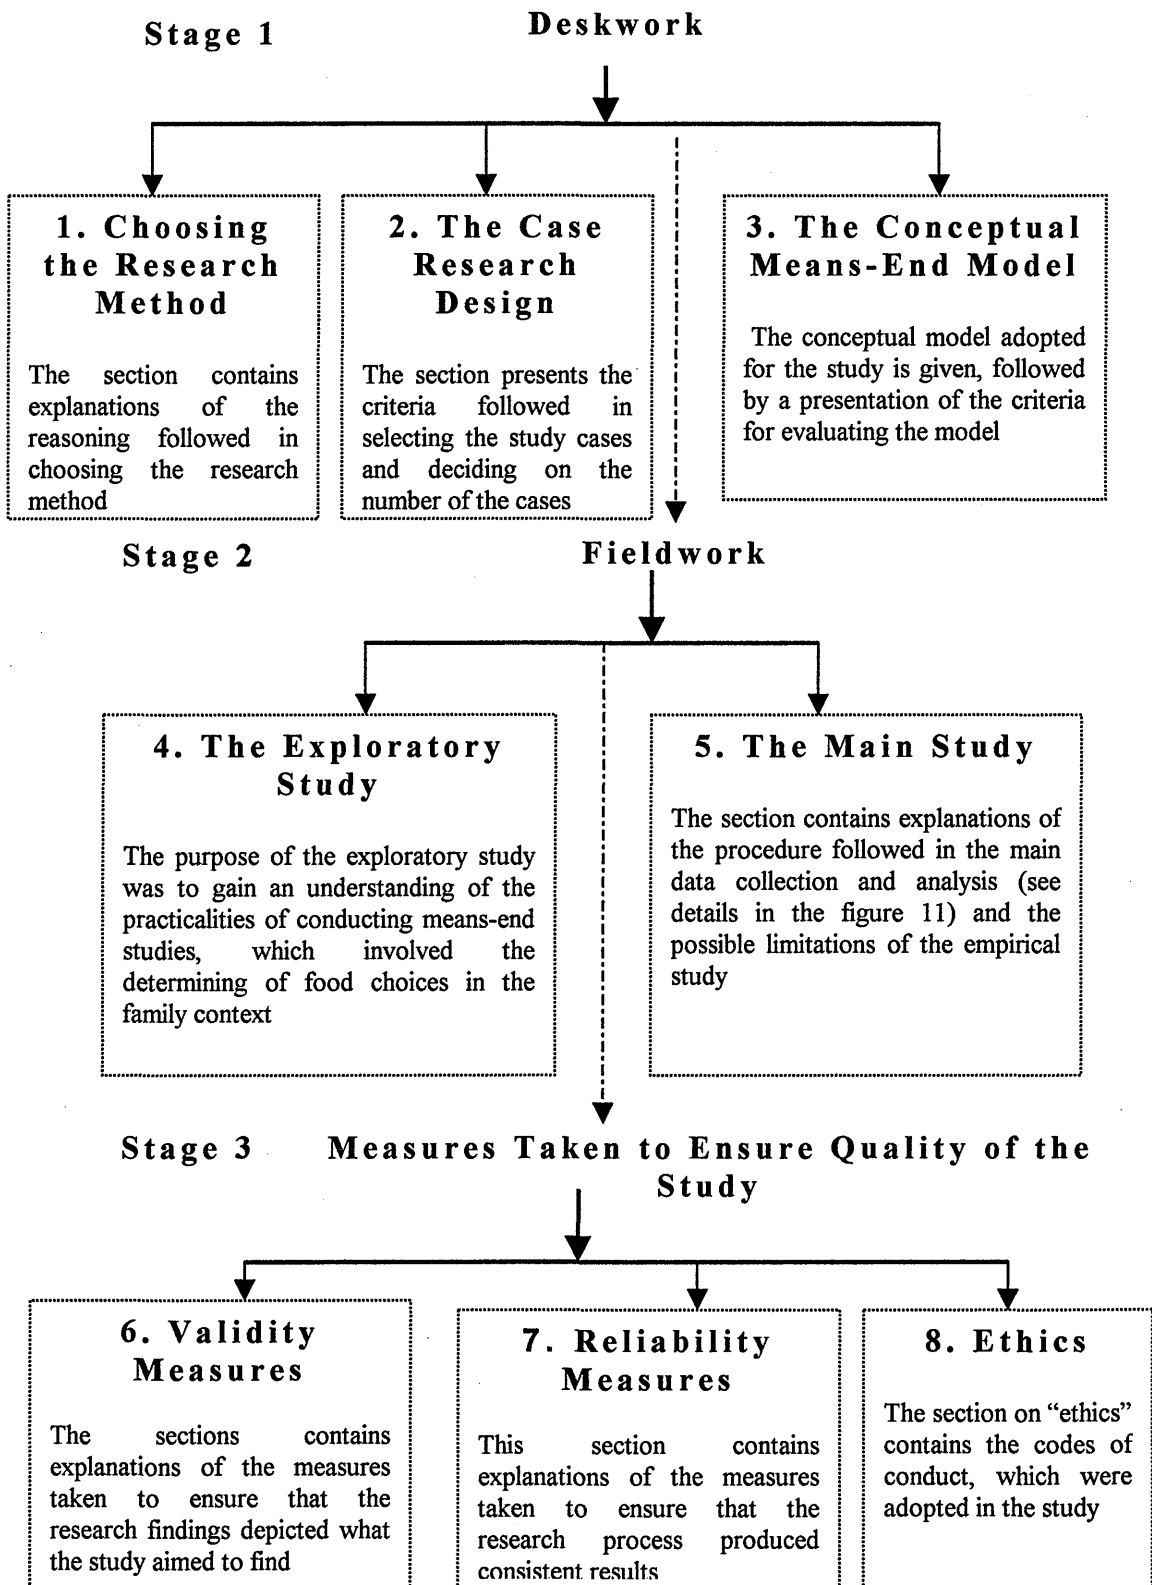 Stage 1
Deskwork
1. Choosing
the Research
Method
The section contains
explanations of the
reasoning followed in
choosing the research
method
2. The Case
Research
Design
The section presents the
criteria followed in
selecting the study cases
and deciding on the
number of the cases
3. The Conceptual
Means-End Model
The conceptual model adopted
for the study is given, followed
by a presentation of the criteria
for evaluating the model
Stage 2
Fieldwork
4. The Exploratory
Study
The purpose of the exploratory study
was to gain an understanding of the
practicalities of conducting means-end
studies, which involved the
determining of food choices in the
family context
5. The Main Study
The section contains explanations of
the procedure followed in the main
data collection and analysis (see
details in the figure 11) and the
possible limitations of the empirical
study
Stage 3
Measures Taken to Ensure Quality of the
Study
6. Validity
Measures
The sections contains
explanations of the measures
taken to ensure that the
research findings depicted what
the study aimed to find
7. Reliability
Measures
This section contains
explanations of the measures
taken to ensure that the
research process produced
consistent results
8. Ethics
The section on “ethics”
contains the codes of
conduct, which were
adopted in the study